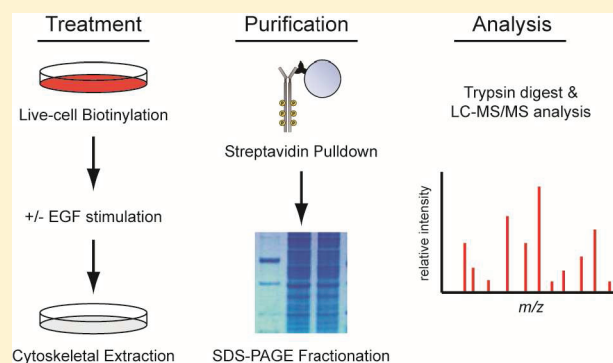 Treatment
Live-cell Biotinylation
+/- EGF stimulation
Cytoskeletal Extraction
Purification
Streptavidin Pulldown
SDS-PAGE Fractionation
Analysis
Trypsin digest &
LC-MS/MS analysis
relative intensity
m/z